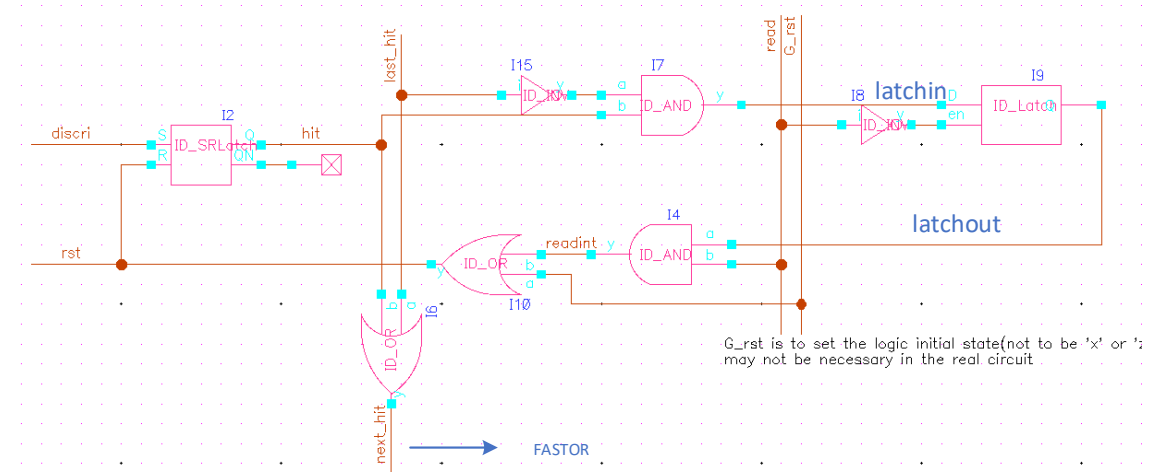 last_hit
read
G_rst
I15
I7
I9
I8
I2
discri
S
R
ID_SRLatch
Q
QN
hit
i
ID_INV
y
a
b
ID_AND
y
latchin
i
ID_INV
y
D
en
ID_Latch
Q
latchout
I4
a
b
ID_AND
y
readint
rst
y
ID_OR
b
a
I10
b
a
I6
ID_OR
y
G_rst is to set the logic initial state(not to be 'x' or 'z
may not be necessary in the real circuit
next_hit
FASTOR